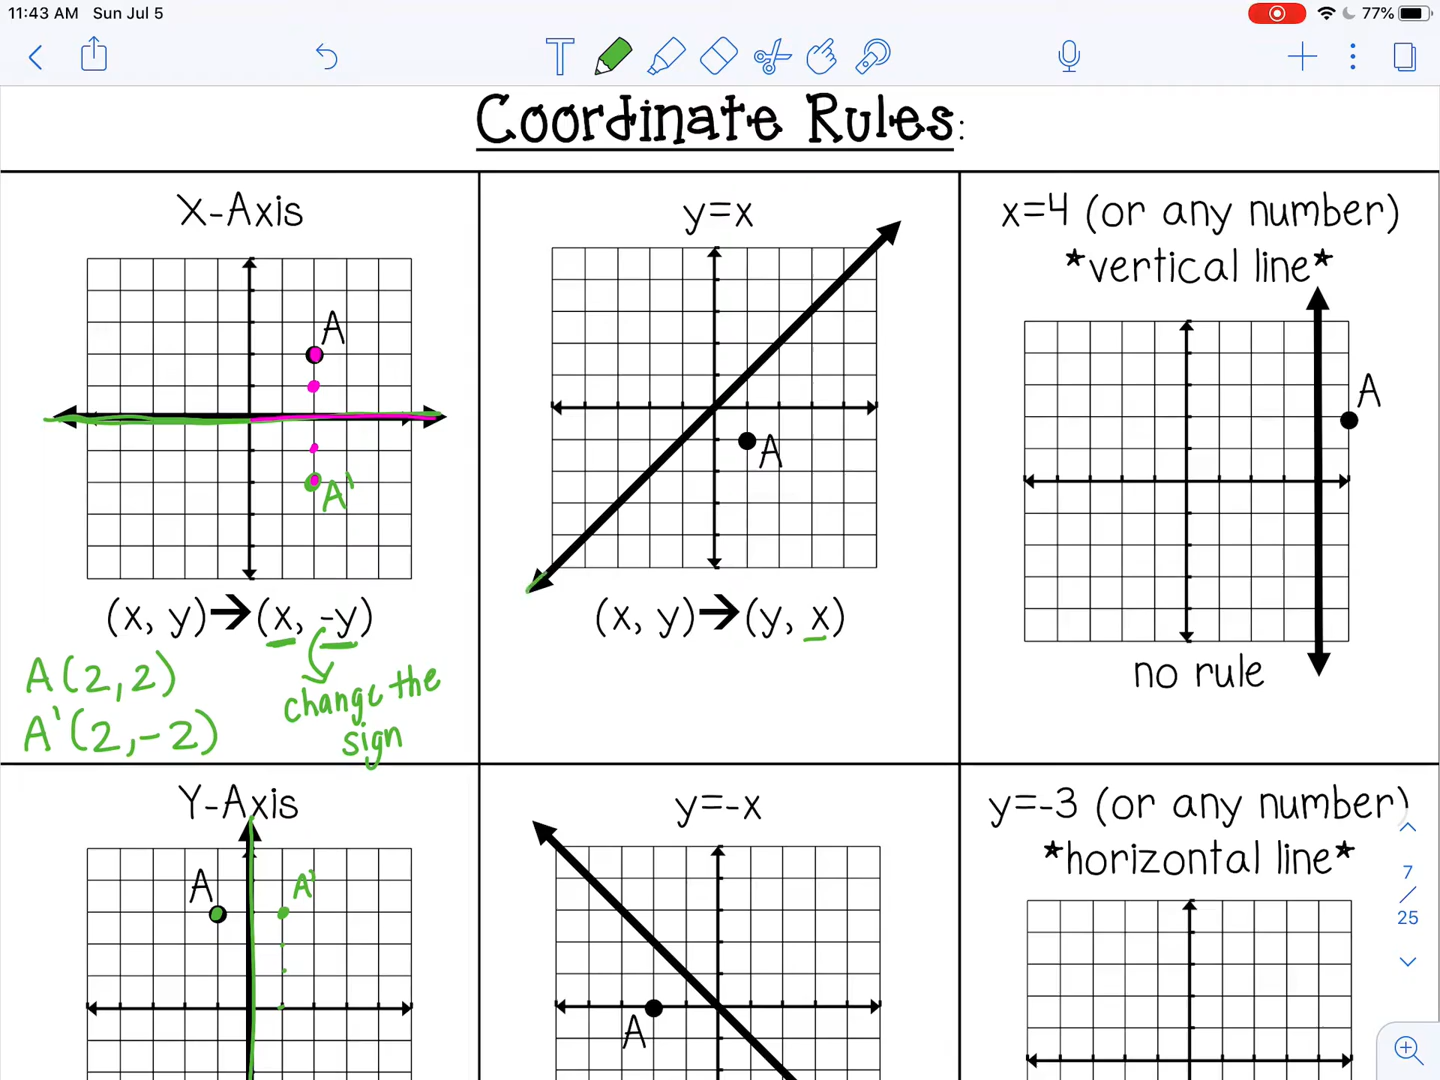 11:43 AM Sun Jul 5
77%
T
Coordinate Rules:
X-Axis
A
A'
(x, y)➔(x, -y)
A(2,2)
A'(2,-2)
change the
sign
y=x
A
(x, y)➔(y, x)
x=4 (or any number)
*vertical line*
A
no rule
Y-Axis
A
A'
y=-x
A
y=-3 (or any number)
*horizontal line*
7
/
25